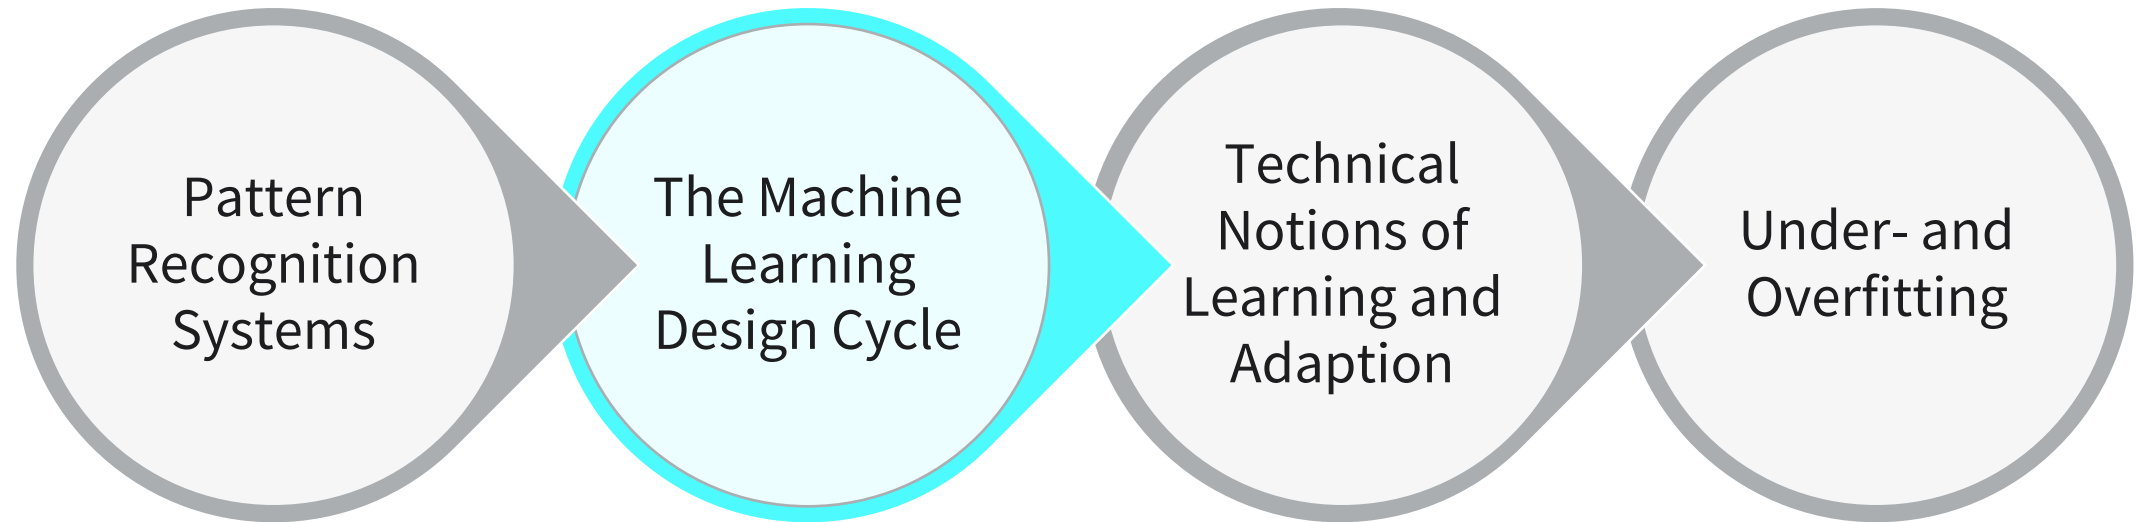 Pattern
Recognition
Systems
The Machine
Learning
Design Cycle
Technical
Notions of
Learning and
Adaption
Under- and
Overfitting